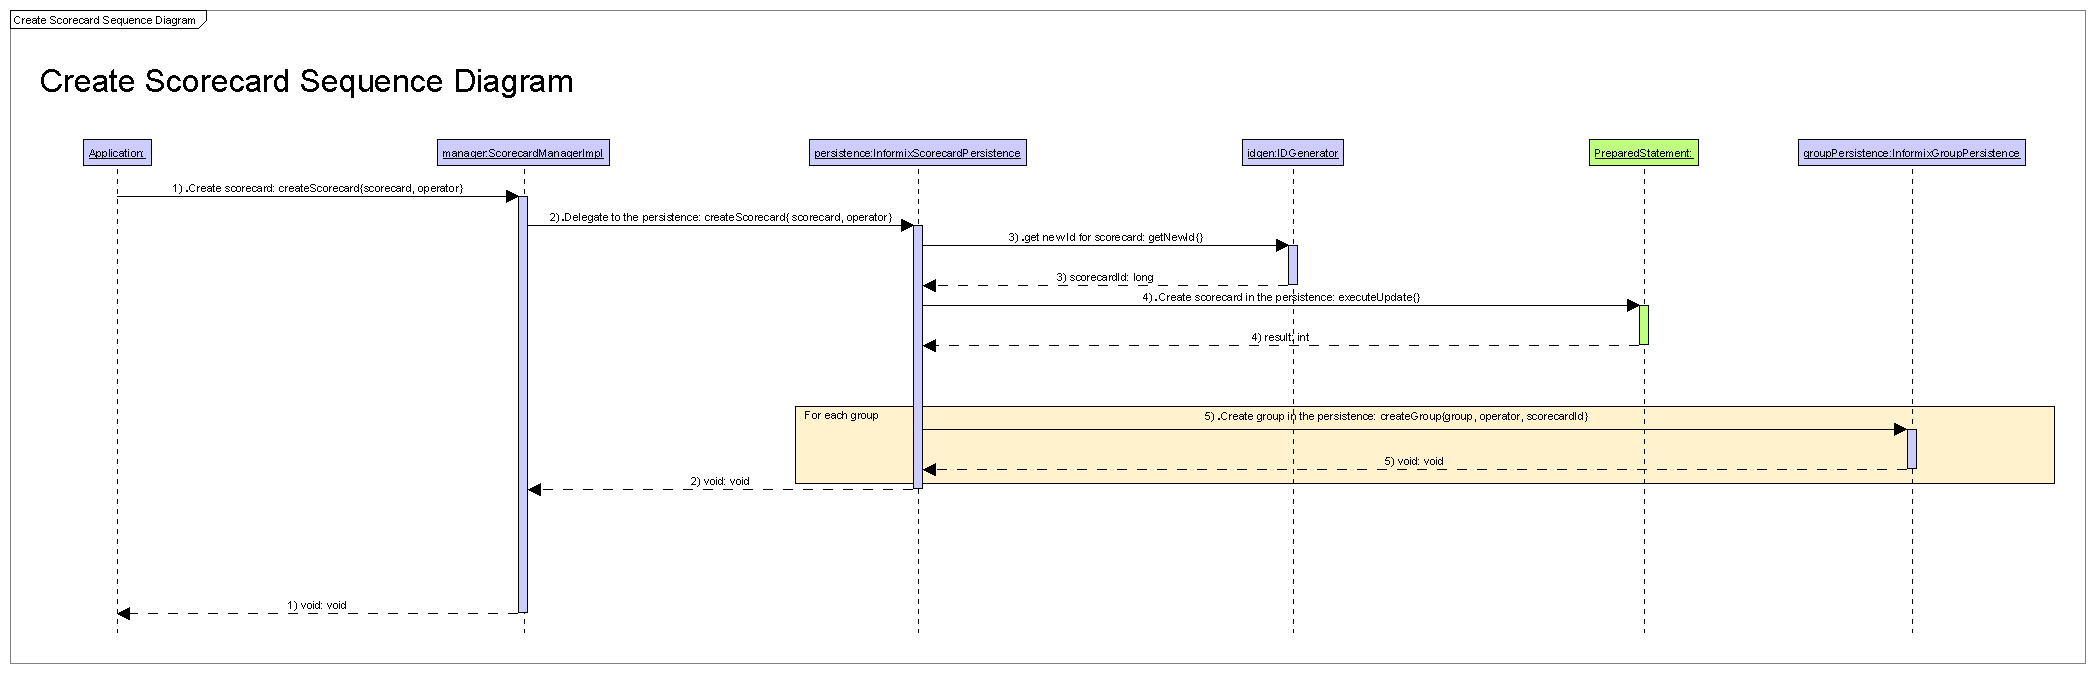 Create Scorecard Sequence Diagram
Create Scorecard Sequence Diagram
Application:
manager:ScorecardManagerImpl
persistence:InformixScorecardPersistence
idgen:IDGenerator
PreparedStatement:
groupPersistence:InformixGroupPersistence
1) .Create scorecard: createScorecard{scorecard, operator}
2) .Delegate to the persistence: createScorecard{ scorecard, operator}
3) .get new Id for scorecard: getNewId{}
3) scorecardId: long
4) .Create scorecard in the persistence: executeUpdate{}
4) result: int
For each group
5) .Create group in the persistence: createGroup{group, operator, scorecardId}
5) void: void
2) void: void
1) void: void